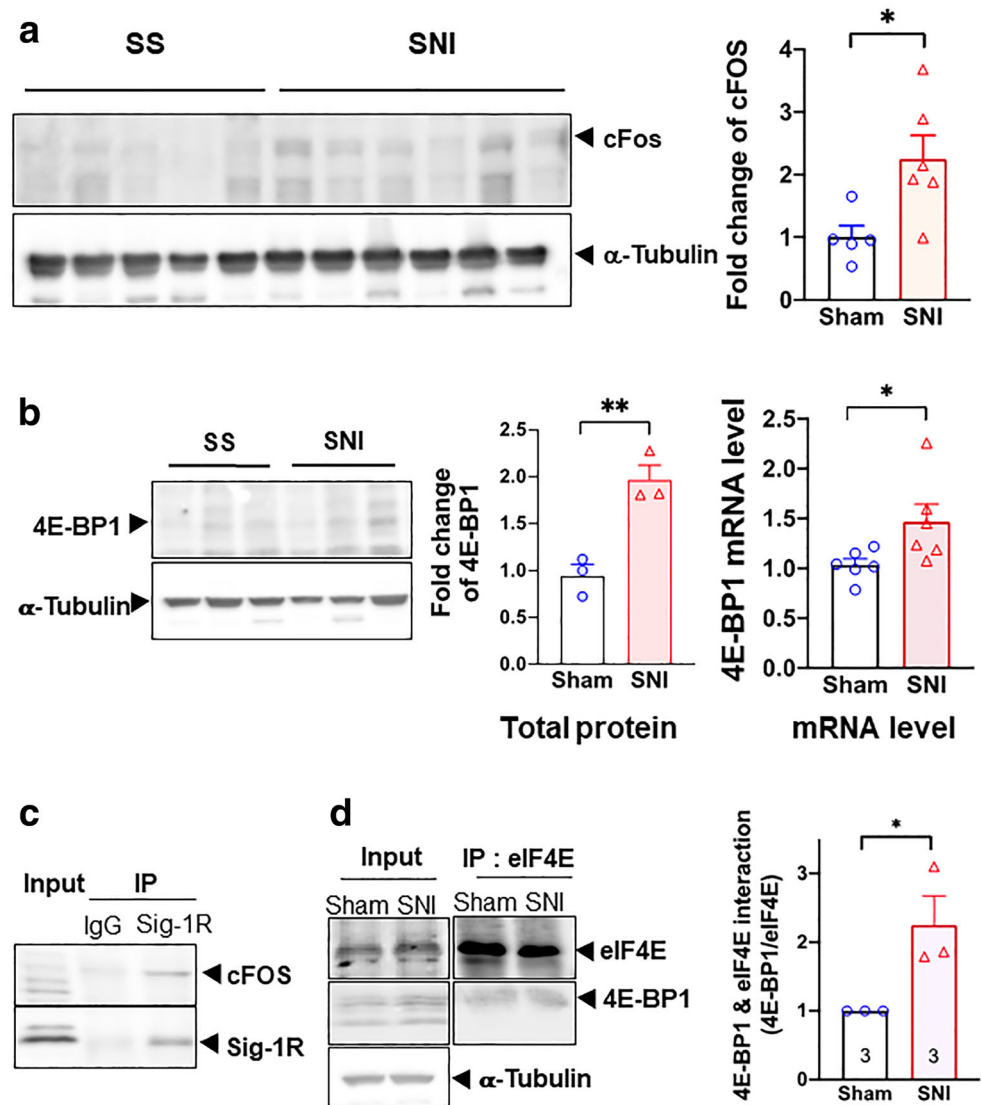 a
SS SNI
cFos
α-Tubulin
*
Fold change of cFOS
4
3
2
1
0
Sham SNI
b
SS SNI
4E-BP1
α-Tubulin
**
Fold change
of 4E-BP1
2.5
2.0
1.5
1.0
0.5
0.0
Sham SNI
Total protein
*
4E-BP1 mRNA level
2.5
2.0
1.5
1.0
0.5
0.0
Sham SNI
mRNA level
c
Input IP
IgG Sig-1R
cFOS
Sig-1R
d
Input IP : eIF4E
Sham SNI Sham SNI
eIF4E
4E-BP1
α-Tubulin
*
4E-BP1 & eIF4E interaction
(4E-BP1/eIF4E)
3
2
1
0
3 3
Sham SNI